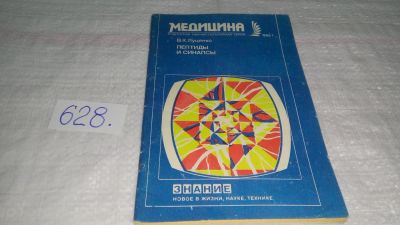 МЕДИЦИНА
В.К. Луценко
ПЕПТИДЫ
И СИНАПСЫ
628.
ЗНАНИЕ
НОВОЕ В ЖИЗНИ, НАУКЕ, ТЕХНИКЕ